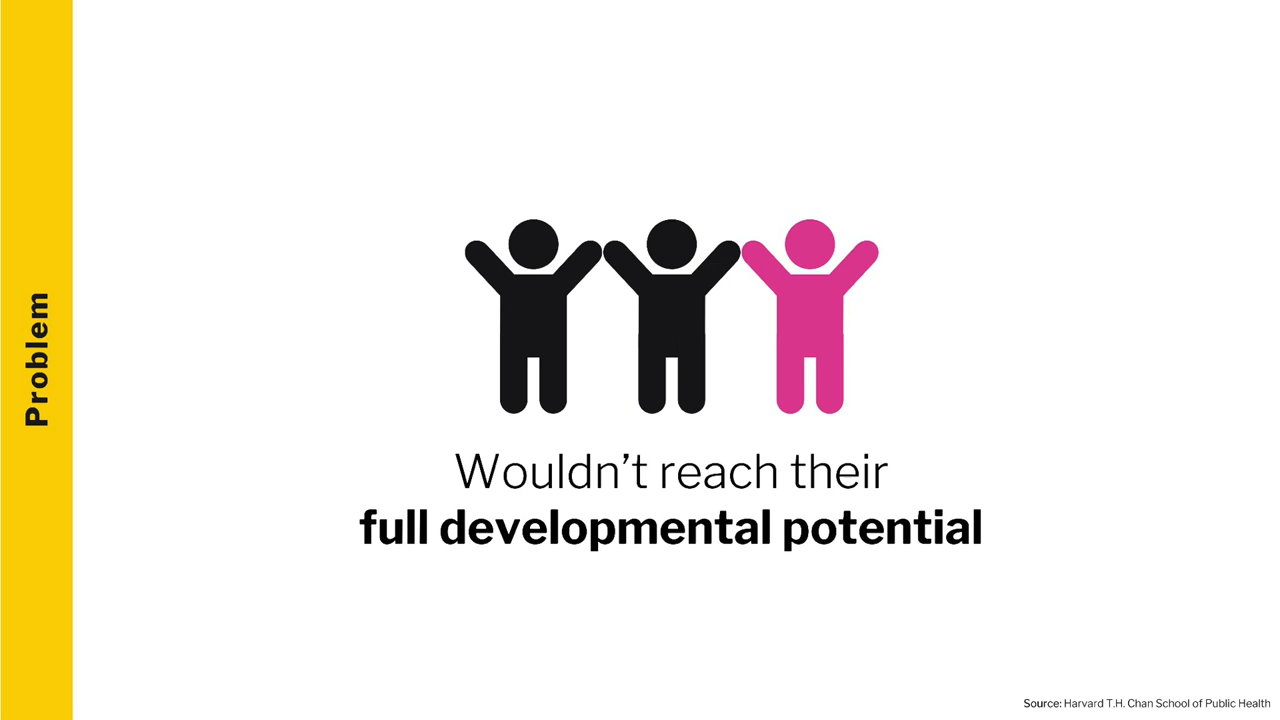 Problem
Wouldn’t reach their
full developmental potential
Source: Harvard T.H. Chan School of Public Health